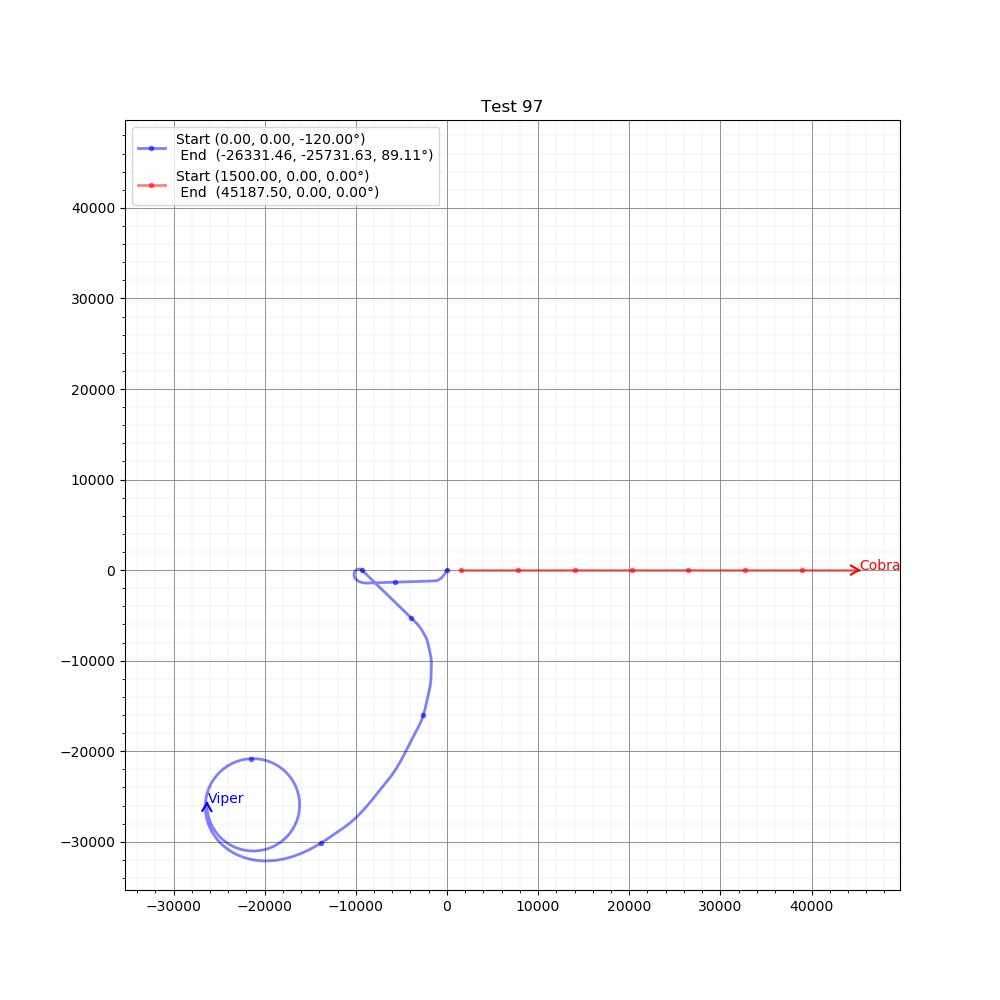 Test 97
Start (0.00, 0.00, -120.00°)
End (-26331.46, -25731.63, 89.11°)
Start (1500.00, 0.00, 0.00°)
End (45187.50, 0.00, 0.00°)
40000
30000
20000
10000
0
−10000
−20000
−30000
Cobra
Viper
−30000 −20000 −10000 0 10000 20000 30000 40000